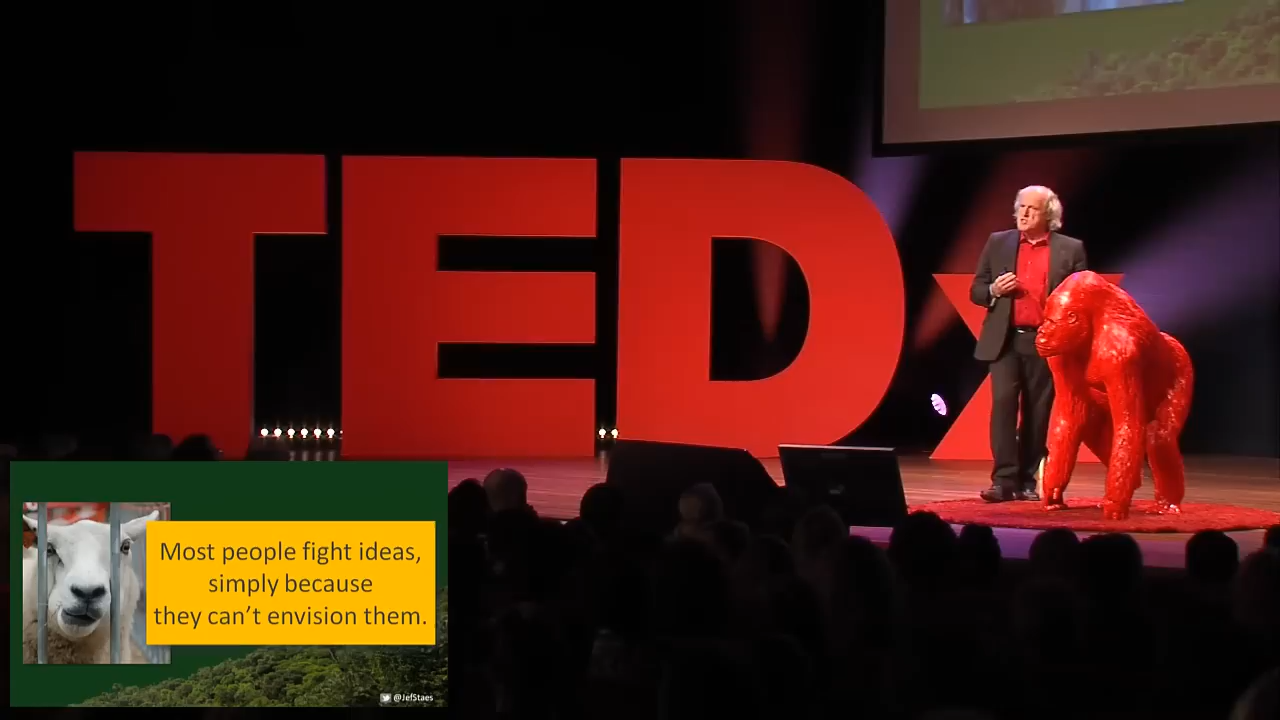 TEDx
Most people fight ideas,
simply because
they can't envision them.
@JefStaes